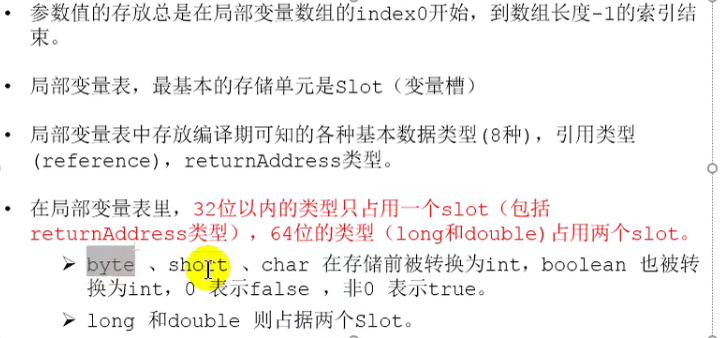 • 参数值的存放总是在局部变量数组的index0开始，到数组长度-1的索引结
束。
• 局部变量表，最基本的存储单元是Slot（变量槽）
• 局部变量表中存放编译期可知的各种基本数据类型(8种)，引用类型
(reference)，returnAddress类型。
• 在局部变量表里，32位以内的类型只占用一个slot（包括
returnAddress类型），64位的类型（long和double)占用两个slot。
➢ byte 、short 、char 在存储前被转换为int，boolean 也被转
换为int，0 表示false ，非0 表示true。
➢ long 和double 则占据两个Slot。